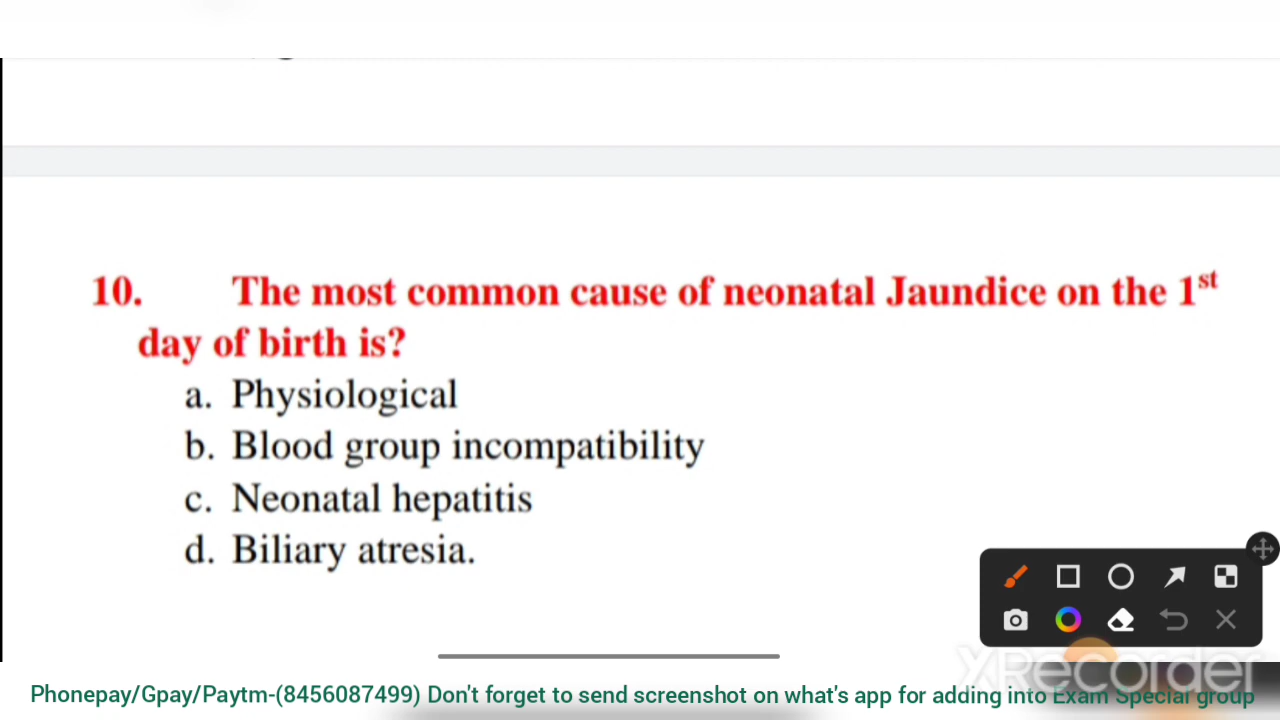 10. The most common cause of neonatal Jaundice on the 1st
day of birth is?
a. Physiological
b. Blood group incompatibility
c. Neonatal hepatitis
d. Biliary atresia.
XRecorder
Phonepay/Gpay/Paytm-(8456087499) Don't forget to send screenshot on what's app for adding into Exam Special group